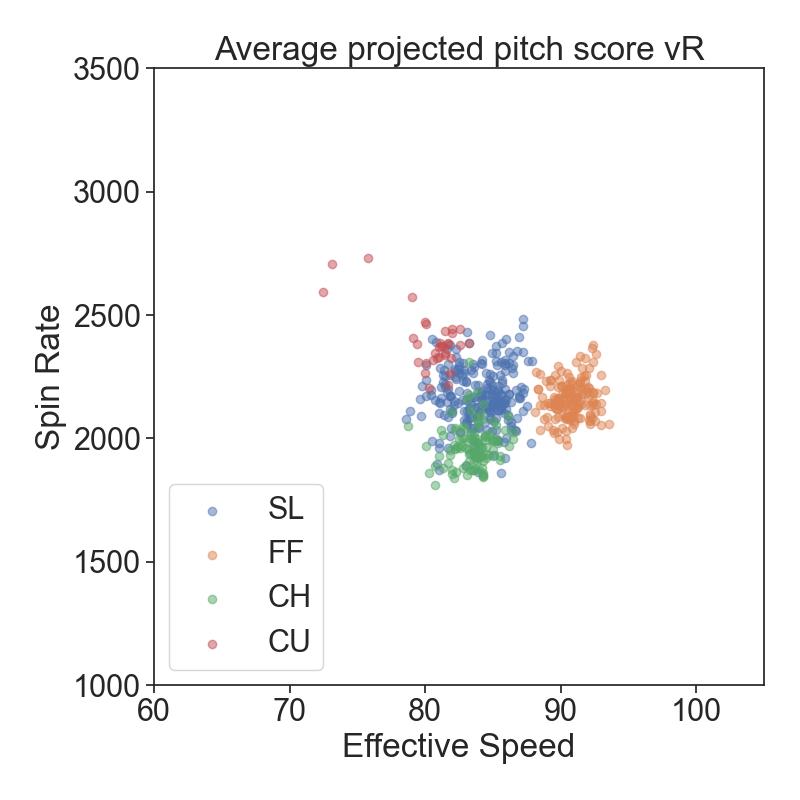 Average projected pitch score vR
3500
3000
2500
2000
1500
1000
Spin Rate
SL
FF
CH
CU
60
70
80
90
100
Effective Speed